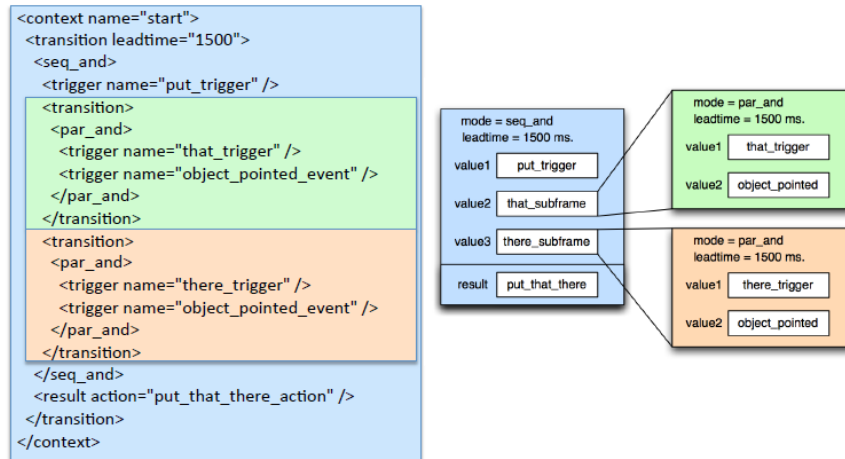 <context name="start">
<transition leadtime="1500">
<seq_and>
<trigger name="put_trigger" />
<transition>
<par_and>
<trigger name="that_trigger" />
<trigger name="object_pointed_event" />
</par_and>
</transition>
<transition>
<par_and>
<trigger name="there_trigger" />
<trigger name="object_pointed_event" />
</par_and>
</transition>
</seq_and>
<result action="put_that_there_action" />
</transition>
</context>
mode = seq_and
leadtime = 1500 ms.
value1 put_trigger
value2 that_subframe
value3 there_subframe
result put_that_there
mode = par_and
leadtime = 1500 ms.
value1 that_trigger
value2 object_pointed
mode = par_and
leadtime = 1500 ms.
value1 there_trigger
value2 object_pointed